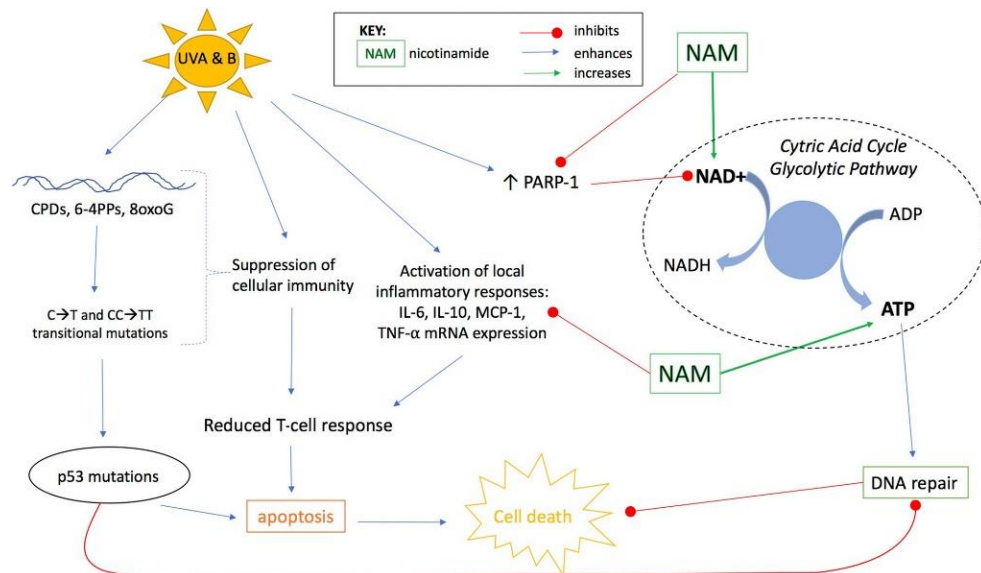 UVA & B
KEY:
NAM
nicotinamide
inhibits
enhances
increases
NAM
Cytric Acid Cycle
Glycolytic Pathway
↑ PARP-1
NAD+
ADP
NADH
ATP
CPDs, 6-4PPs, 8oxoG
Suppression of
cellular immunity
Activation of local
inflammatory responses:
IL-6, IL-10, MCP-1,
TNF-α mRNA expression
C→T and CC→TT
transitional mutations
NAM
Reduced T-cell response
p53 mutations
apoptosis
Cell death
DNA repair